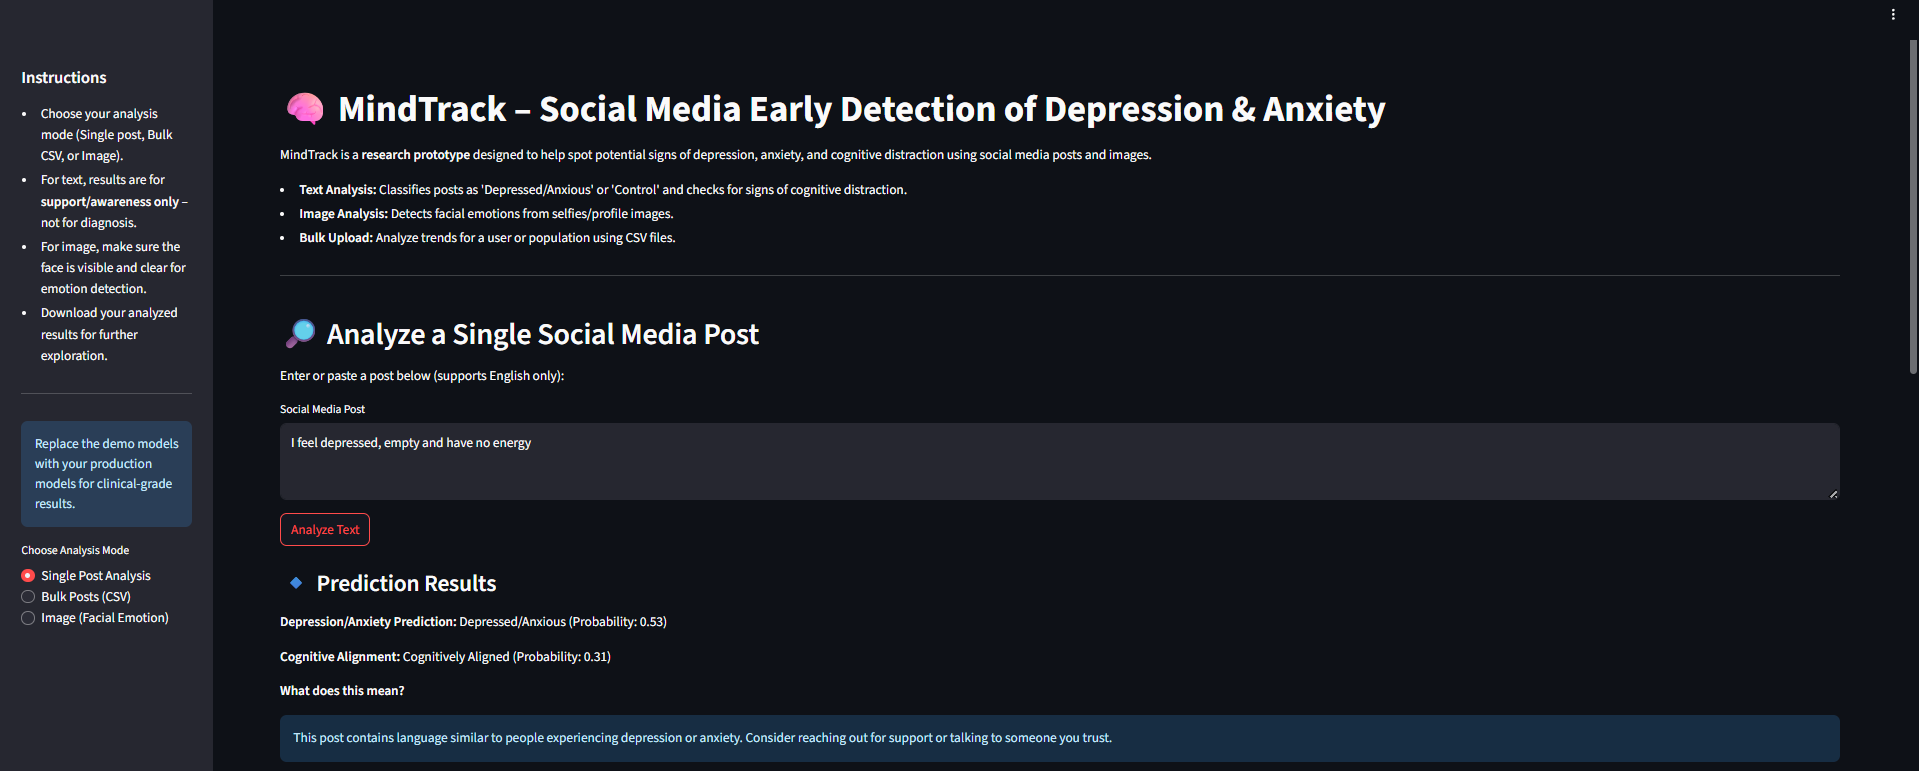 Instructions
• Choose your analysis
mode (Single post, Bulk
CSV, or Image).
• For text, results are for
support/awareness only –
not for diagnosis.
• For image, make sure the
face is visible and clear for
emotion detection.
• Download your analyzed
results for further
exploration.
Replace the demo models
with your production
models for clinical-grade
results.
Choose Analysis Mode
Single Post Analysis
Bulk Posts (CSV)
Image (Facial Emotion)
MindTrack – Social Media Early Detection of Depression & Anxiety
MindTrack is a research prototype designed to help spot potential signs of depression, anxiety, and cognitive distraction using social media posts and images.
• Text Analysis: Classifies posts as 'Depressed/Anxious' or 'Control' and checks for signs of cognitive distraction.
• Image Analysis: Detects facial emotions from selfies/profile images.
• Bulk Upload: Analyze trends for a user or population using CSV files.
Analyze a Single Social Media Post
Enter or paste a post below (supports English only):
Social Media Post
I feel depressed, empty and have no energy
Analyze Text
Prediction Results
Depression/Anxiety Prediction: Depressed/Anxious (Probability: 0.53)
Cognitive Alignment: Cognitively Aligned (Probability: 0.31)
What does this mean?
This post contains language similar to people experiencing depression or anxiety. Consider reaching out for support or talking to someone you trust.